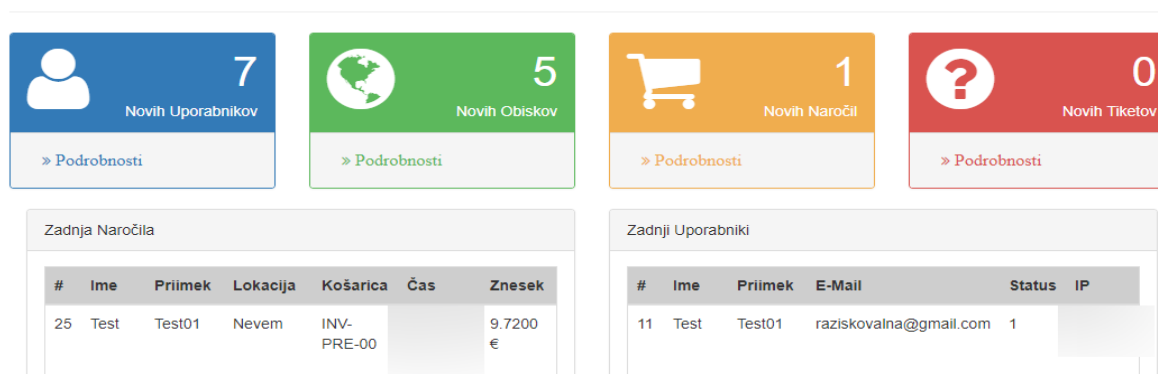 7
Novih Uporabnikov
» Podrobnosti
5
Novih Obiskov
» Podrobnosti
1
Novih Naročil
» Podrobnosti
0
Novih Tiketov
» Podrobnosti
Zadnja Naročila
# Ime Priimek Lokacija Košarica Čas Znesek
25 Test Test01 Nevem INV- 9.7200
PRE-00 €
Zadnji Uporabniki
# Ime Priimek E-Mail Status IP
11 Test Test01 raziskovalna@gmail.com 1